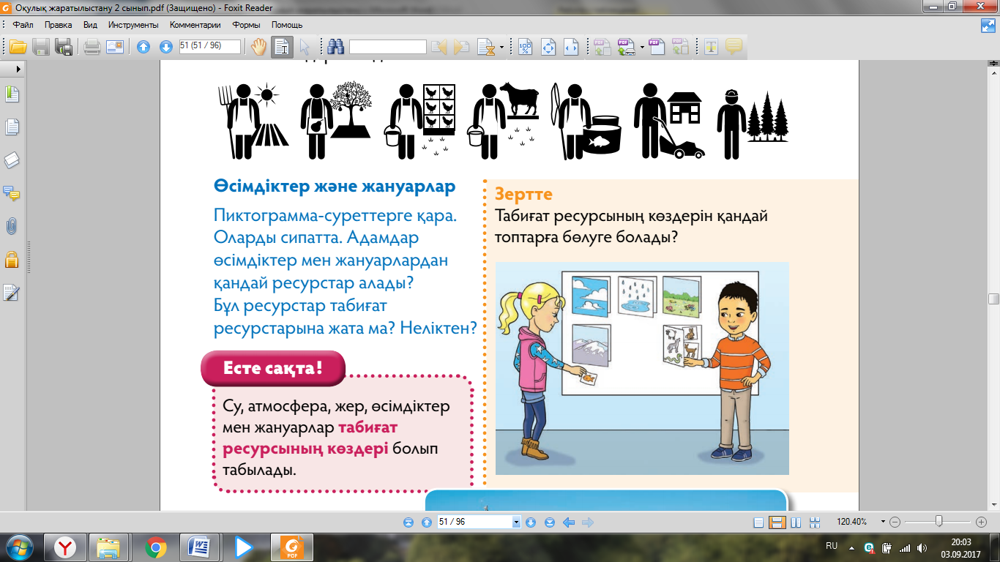 Оқулық жаратылыстану 2 сынып.pdf (Защищено) - Foxit Reader
Файл Правка Вид Инструменты Комментарии Формы Помощь
51 (51 / 96)
Өсімдіктер және жануарлар
Пиктограмма-суреттерге қара.
Оларды сипатта. Адамдар
өсімдіктер мен жануарлардан
қандай ресурстар алады?
Бұл ресурстар табиғат
ресурстарына жата ма? Неліктен?
Есте сақта!
Су, атмосфера, жер, өсімдіктер
мен жануарлар табиғат
ресурсының көздері болып
табылады.
Зертте
Табиғат ресурсының көздерін қандай
топтарға бөлуге болады?
51 / 96
120.40%
RU
20:03
03.09.2017